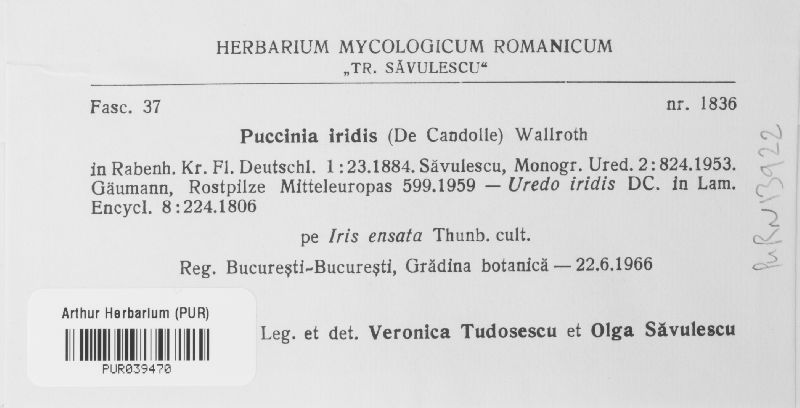 HERBARIUM MYCOLOGICUM ROMANICUM
„TR. SĂVULESCU“
Fasc. 37 nr. 1836
Puccinia iridis (De Candolle) Wallroth
in Rabenh. Kr. Fl. Deutschl. 1:23.1884. Săvulescu, Monogr. Ured. 2:824.1953.
Gäumann, Rostpilze Mitteleuropas 599.1959 — Uredo iridis DC. in Lam.
Encycl. 8:224.1806
pe Iris ensata Thunb. cult.
Reg. București-București, Grădina botanică — 22.6.1966
Leg. et det. Veronica Tudosescu et Olga Săvulescu
Arthur Herbarium (PUR)
PUR039470
PURN13922